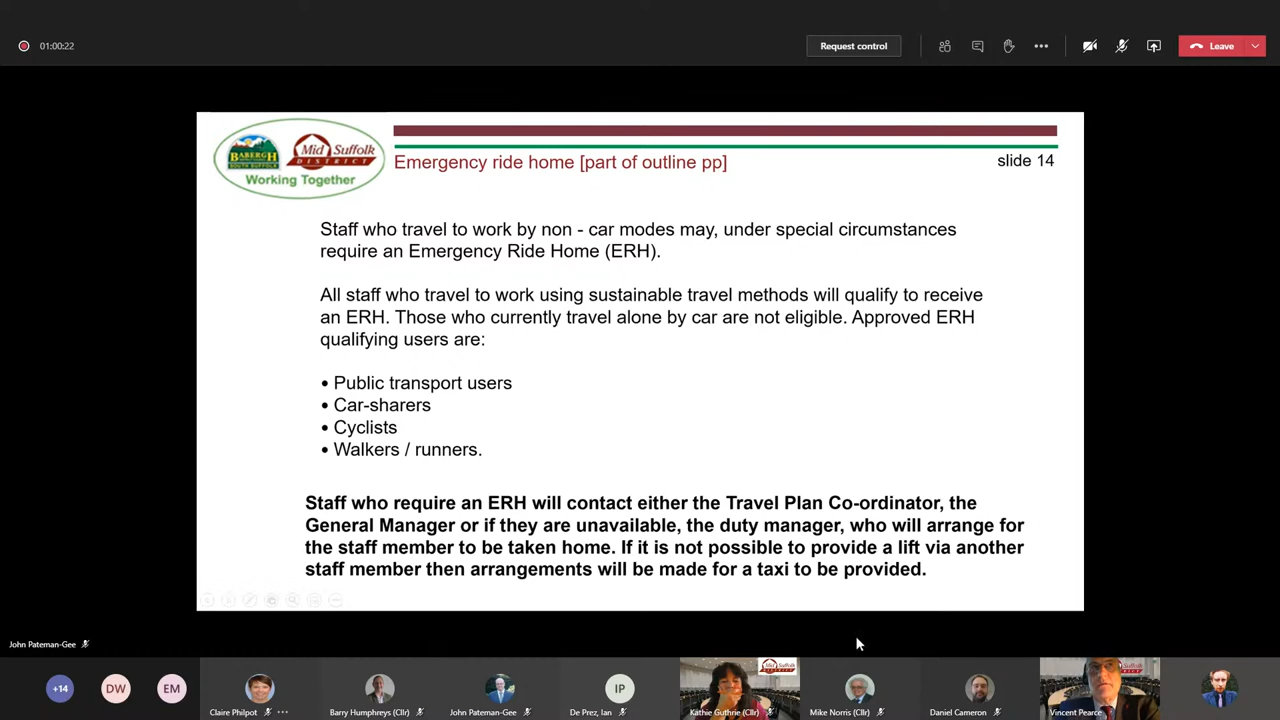 01:00:22
Request control
Leave
BABERGH
SOUTH SUFFOLK
Mid Suffolk
DISTRICT
Working Together
Emergency ride home [part of outline pp]
slide 14
Staff who travel to work by non - car modes may, under special circumstances
require an Emergency Ride Home (ERH).
All staff who travel to work using sustainable travel methods will qualify to receive
an ERH. Those who currently travel alone by car are not eligible. Approved ERH
qualifying users are:
• Public transport users
• Car-sharers
• Cyclists
• Walkers / runners.
Staff who require an ERH will contact either the Travel Plan Co-ordinator, the
General Manager or if they are unavailable, the duty manager, who will arrange for
the staff member to be taken home. If it is not possible to provide a lift via another
staff member then arrangements will be made for a taxi to be provided.
John Pateman-Gee
+14
DW
EM
IP
Mid Suffolk
DISTRICT
Claire Philpot
Barry Humphreys (Cllr)
John Pateman-Gee
De Prez, Ian
Kathie Guthrie (Cllr)
Mike Norris (Cllr)
Daniel Cameron
Vincent Pearce